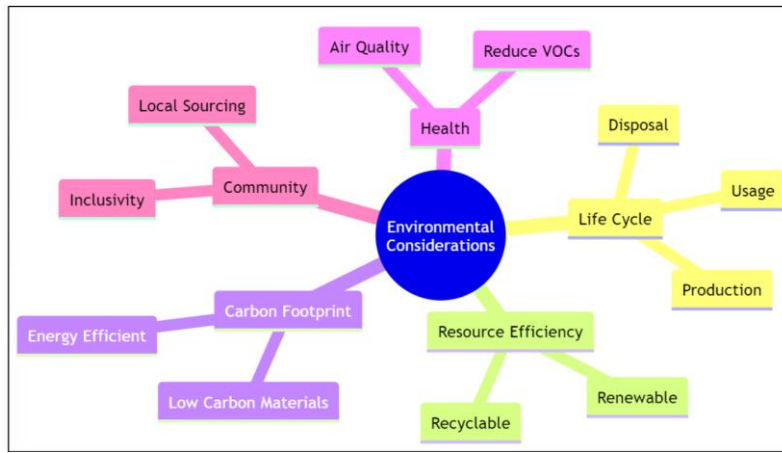 Air Quality
Reduce VOCs
Health
Local Sourcing
Inclusivity
Community
Environmental
Considerations
Disposal
Usage
Life Cycle
Production
Carbon Footprint
Energy Efficient
Low Carbon Materials
Resource Efficiency
Renewable
Recyclable